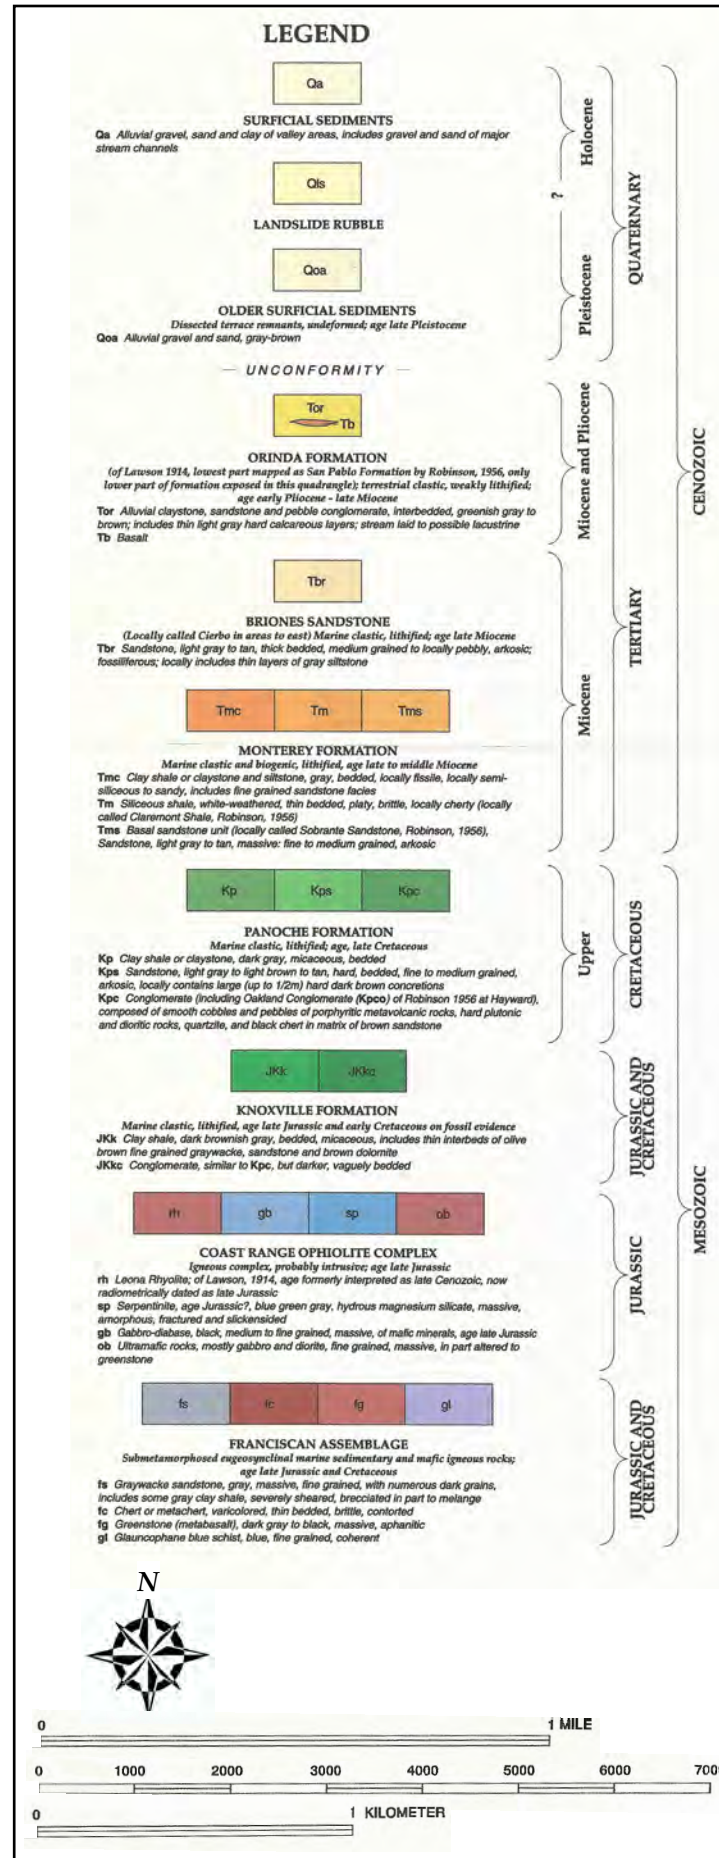 LEGEND
Qa
SURFICIAL SEDIMENTS
Qa Alluvial gravel, sand and clay of valley areas, includes gravel and sand of major
stream channels
Qls
LANDSLIDE RUBBLE
Qoa
OLDER SURFICIAL SEDIMENTS
Dissected terrace remnants, undeformed; age late Pleistocene
Qoa Alluvial gravel and sand, gray-brown
— UNCONFORMITY —
Tor
Tb
ORINDA FORMATION
(of Lawson 1914, lowest part mapped as San Pablo Formation by Robinson, 1956, only
lower part of formation exposed in this quadrangle); terrestrial clastic, weakly lithified;
age early Pliocene - late Miocene
Tor Alluvial claystone, sandstone and pebble conglomerate, interbedded, greenish gray to
brown; includes thin light gray hard calcareous layers; stream laid to possible lacustrine
Tb Basalt
Tbr
BRIONES SANDSTONE
(Locally called Cierbo in areas to east) Marine clastic, lithified; age late Miocene
Tbr Sandstone, light gray to tan, thick bedded, medium grained to locally pebbly, arkosic;
fossiliferous; locally includes thin layers of gray siltstone
Tmc Tm Tms
MONTEREY FORMATION
Marine clastic and biogenic, lithified, age late to middle Miocene
Tmc Clay shale or claystone and siltstone, gray, bedded, locally fissile, locally semi-
siliceous to sandy, includes fine grained sandstone facies
Tm Siliceous shale, white-weathered, thin bedded, platy, brittle, locally cherty (locally
called Claremont Shale, Robinson, 1956)
Tms Basal sandstone unit (locally called Sobrante Sandstone, Robinson, 1956),
Sandstone, light gray to tan, massive: fine to medium grained, arkosic
Kp Kps Kpc
PANOCHE FORMATION
Marine clastic, lithified; age, late Cretaceous
Kp Clay shale or claystone, dark gray, micaceous, bedded
Kps Sandstone, light gray to light brown to tan, hard, bedded, fine to medium grained,
arkosic, locally contains large (up to 1/2m) hard dark brown concretions
Kpc Conglomerate (including Oakland Conglomerate (Kpco) of Robinson 1956 at Hayward),
composed of smooth cobbles and pebbles of porphyritic metavolcanic rocks, hard plutonic
and dioritic rocks, quartzite, and black chert in matrix of brown sandstone
JKk JKkc
KNOXVILLE FORMATION
Marine clastic, lithified, age late Jurassic and early Cretaceous on fossil evidence
JKk Clay shale, dark brownish gray, bedded, micaceous, includes thin interbeds of olive
brown fine grained graywacke, sandstone and brown dolomite
JKkc Conglomerate, similar to Kpc, but darker, vaguely bedded
rh gb sp ob
COAST RANGE OPHIOLITE COMPLEX
Igneous complex, probably intrusive; age late Jurassic
rh Leona Rhyolite; of Lawson, 1914, age formerly interpreted as late Cenozoic, now
radiometrically dated as late Jurassic
sp Serpentinite, age Jurassic?, blue green gray, hydrous magnesium silicate, massive,
amorphous, fractured and slickensided
gb Gabbro-diabase, black, medium to fine grained, massive, of mafic minerals, age late Jurassic
ob Ultramafic rocks, mostly gabbro and diorite, fine grained, massive, in part altered to
greenstone
fs fc fg gl
FRANCISCAN ASSEMBLAGE
Submetamorphosed eugeosynclinal marine sedimentary and mafic igneous rocks;
age late Jurassic and Cretaceous
fs Graywacke sandstone, gray, massive, fine grained, with numerous dark grains,
includes some gray clay shale, severely sheared, brecciated in part to melange
fc Chert or metachert, varicolored, thin bedded, brittle, contorted
fg Greenstone (metabasalt), dark gray to black, massive, aphanitic
gl Glauncophane blue schist, blue, fine grained, coherent
Holocene
?
Pleistocene
QUATERNARY
Miocene and Pliocene
Miocene
TERTIARY
CENOZOIC
Upper
CRETACEOUS
JURASSIC AND
CRETACEOUS
JURASSIC
JURASSIC AND
CRETACEOUS
MESOZOIC
N
0 1 MILE
0 1000 2000 3000 4000 5000 6000 7000
0 1 KILOMETER